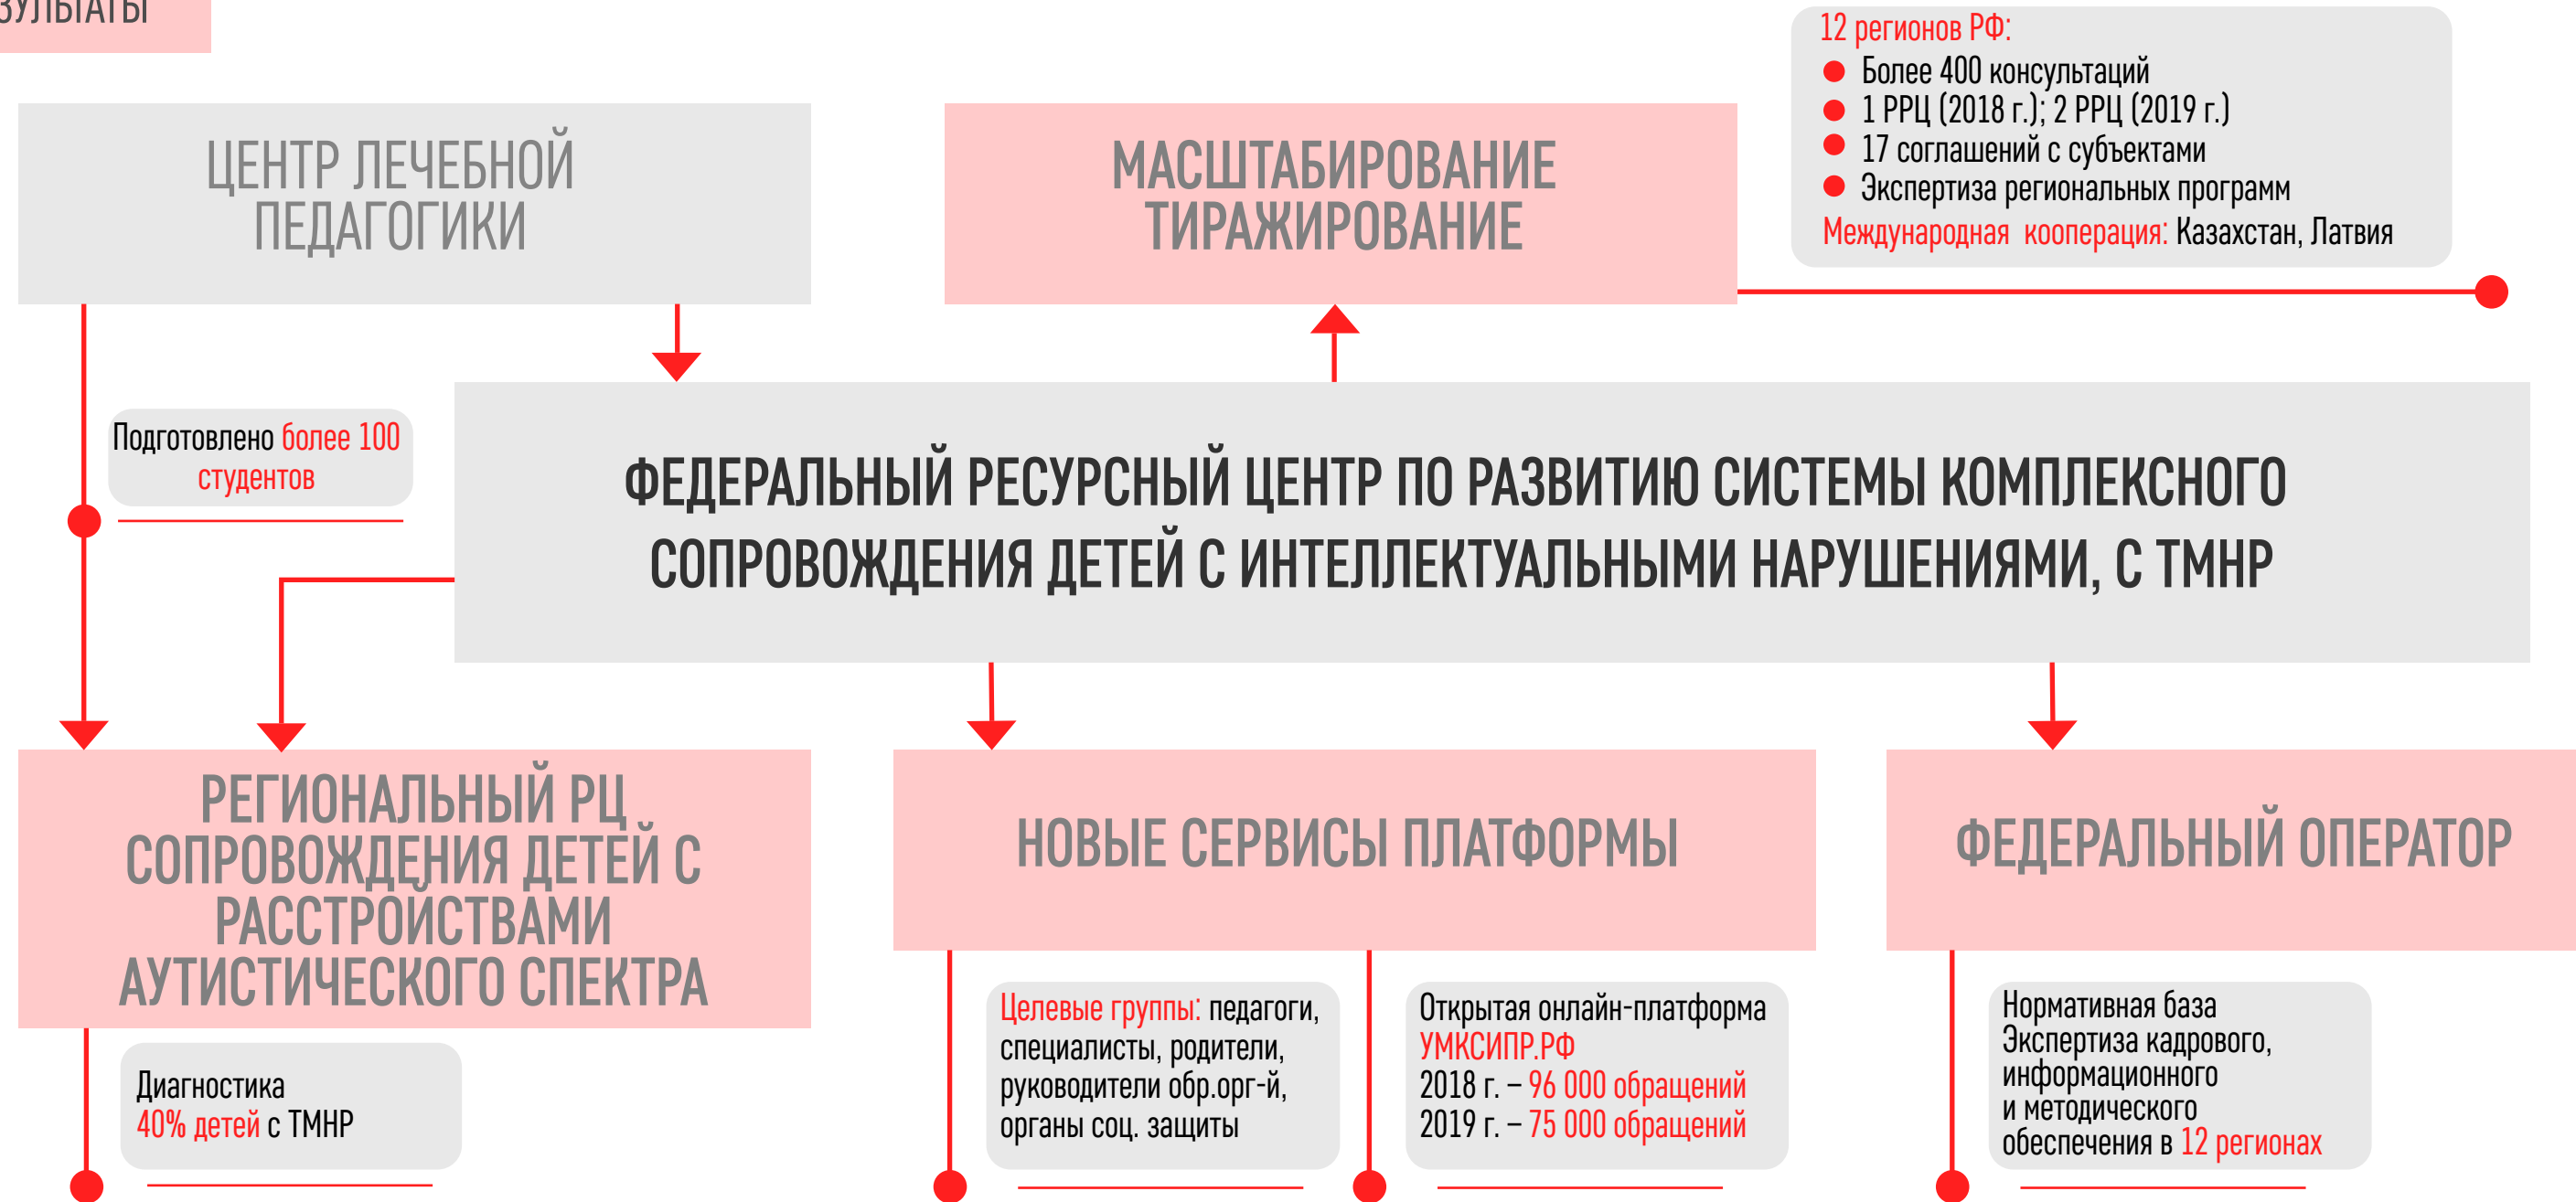 12 регионов РФ:
Более 400 консультаций
1 РРЦ (2018 г.); 2 РРЦ (2019 г.)
17 соглашений с субъектами
Экспертиза региональных программ
Международная кооперация: Казахстан, Латвия
ЦЕНТР ЛЕЧЕБНОЙ
ПЕДАГОГИКИ
МАСШТАБИРОВАНИЕ
ТИРАЖИРОВАНИЕ
Подготовлено более 100
студентов
ФЕДЕРАЛЬНЫЙ РЕСУРСНЫЙ ЦЕНТР ПО РАЗВИТИЮ СИСТЕМЫ КОМПЛЕКСНОГО
СОПРОВОЖДЕНИЯ ДЕТЕЙ С ИНТЕЛЛЕКТУАЛЬНЫМИ НАРУШЕНИЯМИ, С ТМНР
РЕГИОНАЛЬНЫЙ РЦ
СОПРОВОЖДЕНИЯ ДЕТЕЙ С
РАССТРОЙСТВАМИ
АУТИСТИЧЕСКОГО СПЕКТРА
НОВЫЕ СЕРВИСЫ ПЛАТФОРМЫ
ФЕДЕРАЛЬНЫЙ ОПЕРАТОР
Диагностика
40% детей с ТМНР
Целевые группы: педагоги,
специалисты, родители,
руководители обр.орг-й,
органы соц. защиты
Открытая онлайн-платформа
УМКСИПР.РФ
2018 г. – 96 000 обращений
2019 г. – 75 000 обращений
Нормативная база
Экспертиза кадрового,
информационного
и методического
обеспечения в 12 регионах